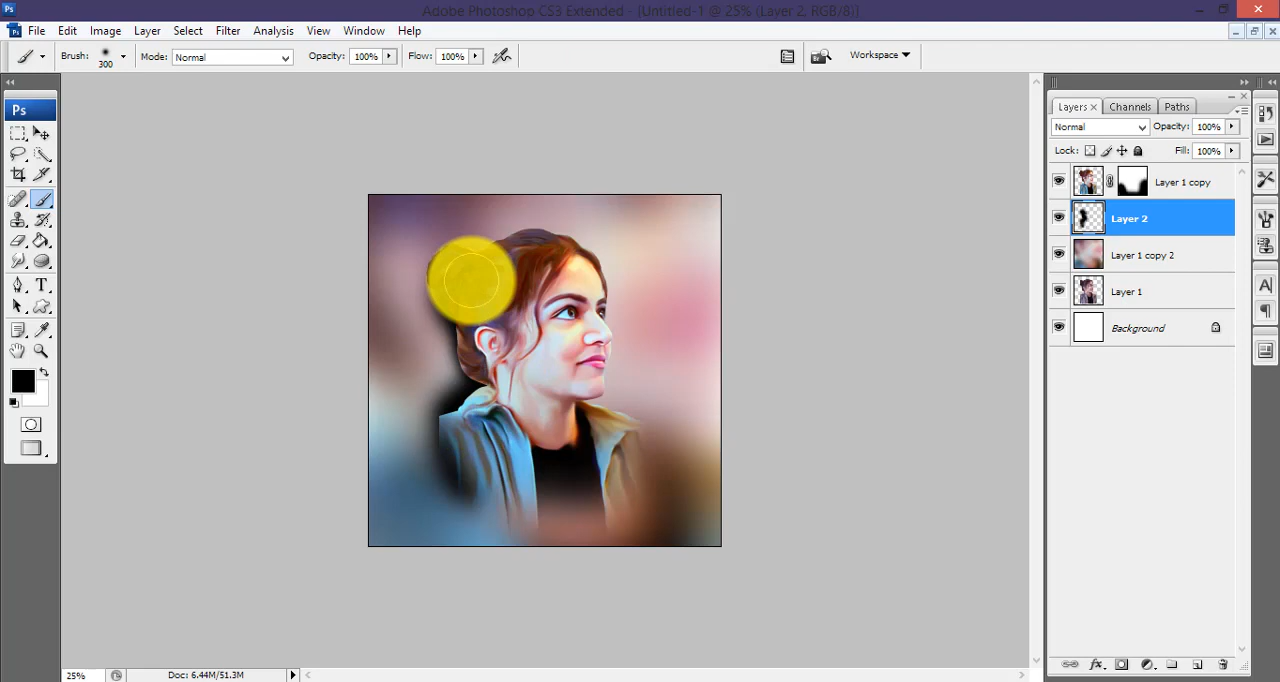 Ps Adobe Photoshop CS3 Extended - [Untitled-1 @ 25% (Layer 2, RGB/8)]
Ps File Edit Image Layer Select Filter Analysis View Window Help
Brush: 300 Mode: Normal Opacity: 100% Flow: 100% Workspace
Ps
Layers Channels Paths
Normal Opacity: 100%
Lock: Fill: 100%
Layer 1 copy
Layer 2
Layer 1 copy 2
Layer 1
Background
25% Doc: 6.44M/51.3M